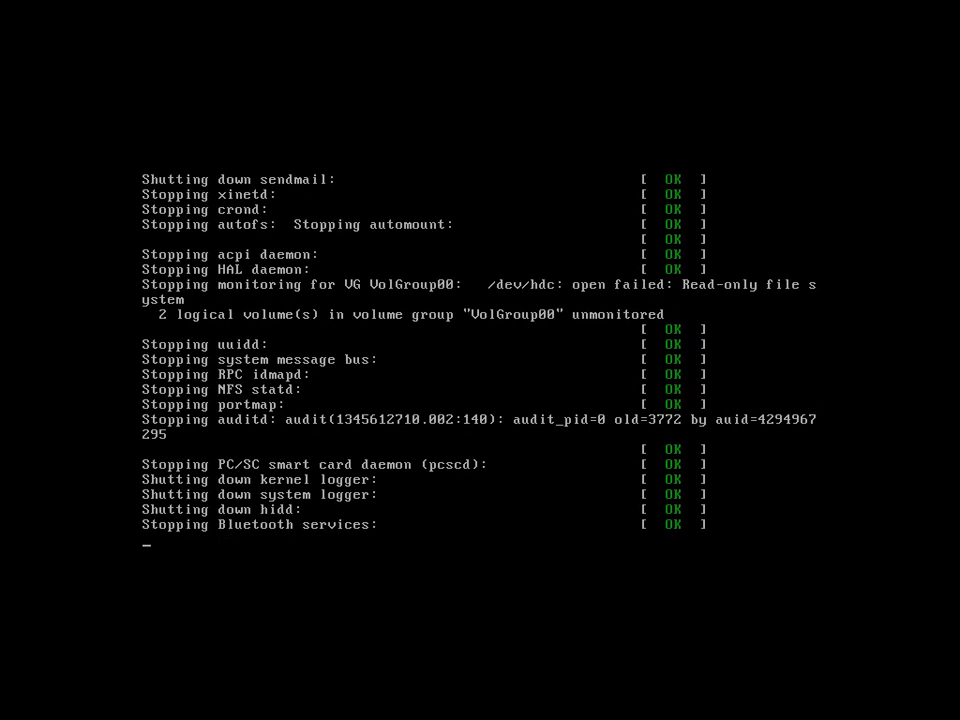 Shutting down sendmail:                                    [  OK  ]
Stopping xinetd:                                           [  OK  ]
Stopping crond:                                            [  OK  ]
Stopping autofs:  Stopping automount:                      [  OK  ]
                                                           [  OK  ]
Stopping acpi daemon:                                      [  OK  ]
Stopping HAL daemon:                                       [  OK  ]
Stopping monitoring for VG VolGroup00:   /dev/hdc: open failed: Read-only file s
ystem
  2 logical volume(s) in volume group "VolGroup00" unmonitored
                                                           [  OK  ]
Stopping uuidd:                                            [  OK  ]
Stopping system message bus:                               [  OK  ]
Stopping RPC idmapd:                                       [  OK  ]
Stopping NFS statd:                                        [  OK  ]
Stopping portmap:                                          [  OK  ]
Stopping auditd: audit(1345612710.002:140): audit_pid=0 old=3772 by auid=4294967
295
                                                           [  OK  ]
Stopping PC/SC smart card daemon (pcscd):                  [  OK  ]
Shutting down kernel logger:                               [  OK  ]
Shutting down system logger:                               [  OK  ]
Shutting down hidd:                                        [  OK  ]
Stopping Bluetooth services:                               [  OK  ]